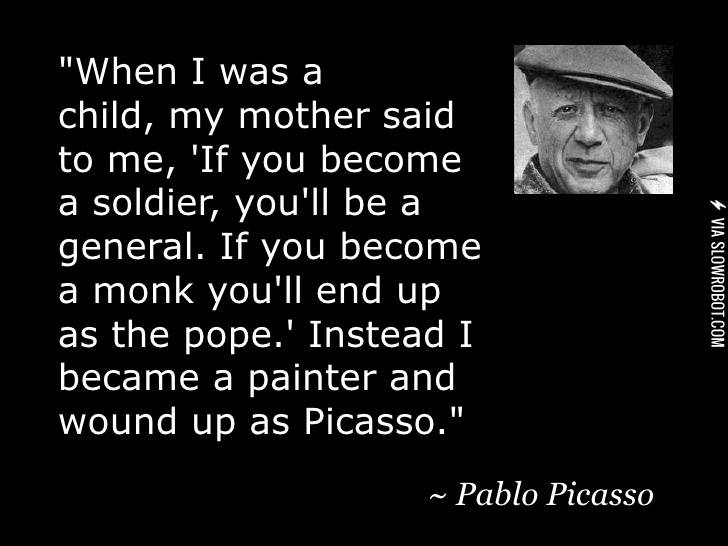 "When I was a
child, my mother said
to me, 'If you become
a soldier, you'll be a
general. If you become
a monk you'll end up
as the pope.' Instead I
became a painter and
wound up as Picasso."
~ Pablo Picasso
VIA SLOWROBOT.COM